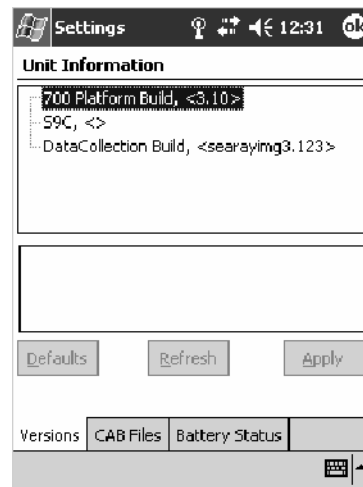 Settings 12:31 ok
Unit Information
700 Platform Build, <3.10>
S9C, <>
DataCollection Build, <searayimg3.123>
Defaults Refresh Apply
Versions CAB Files Battery Status